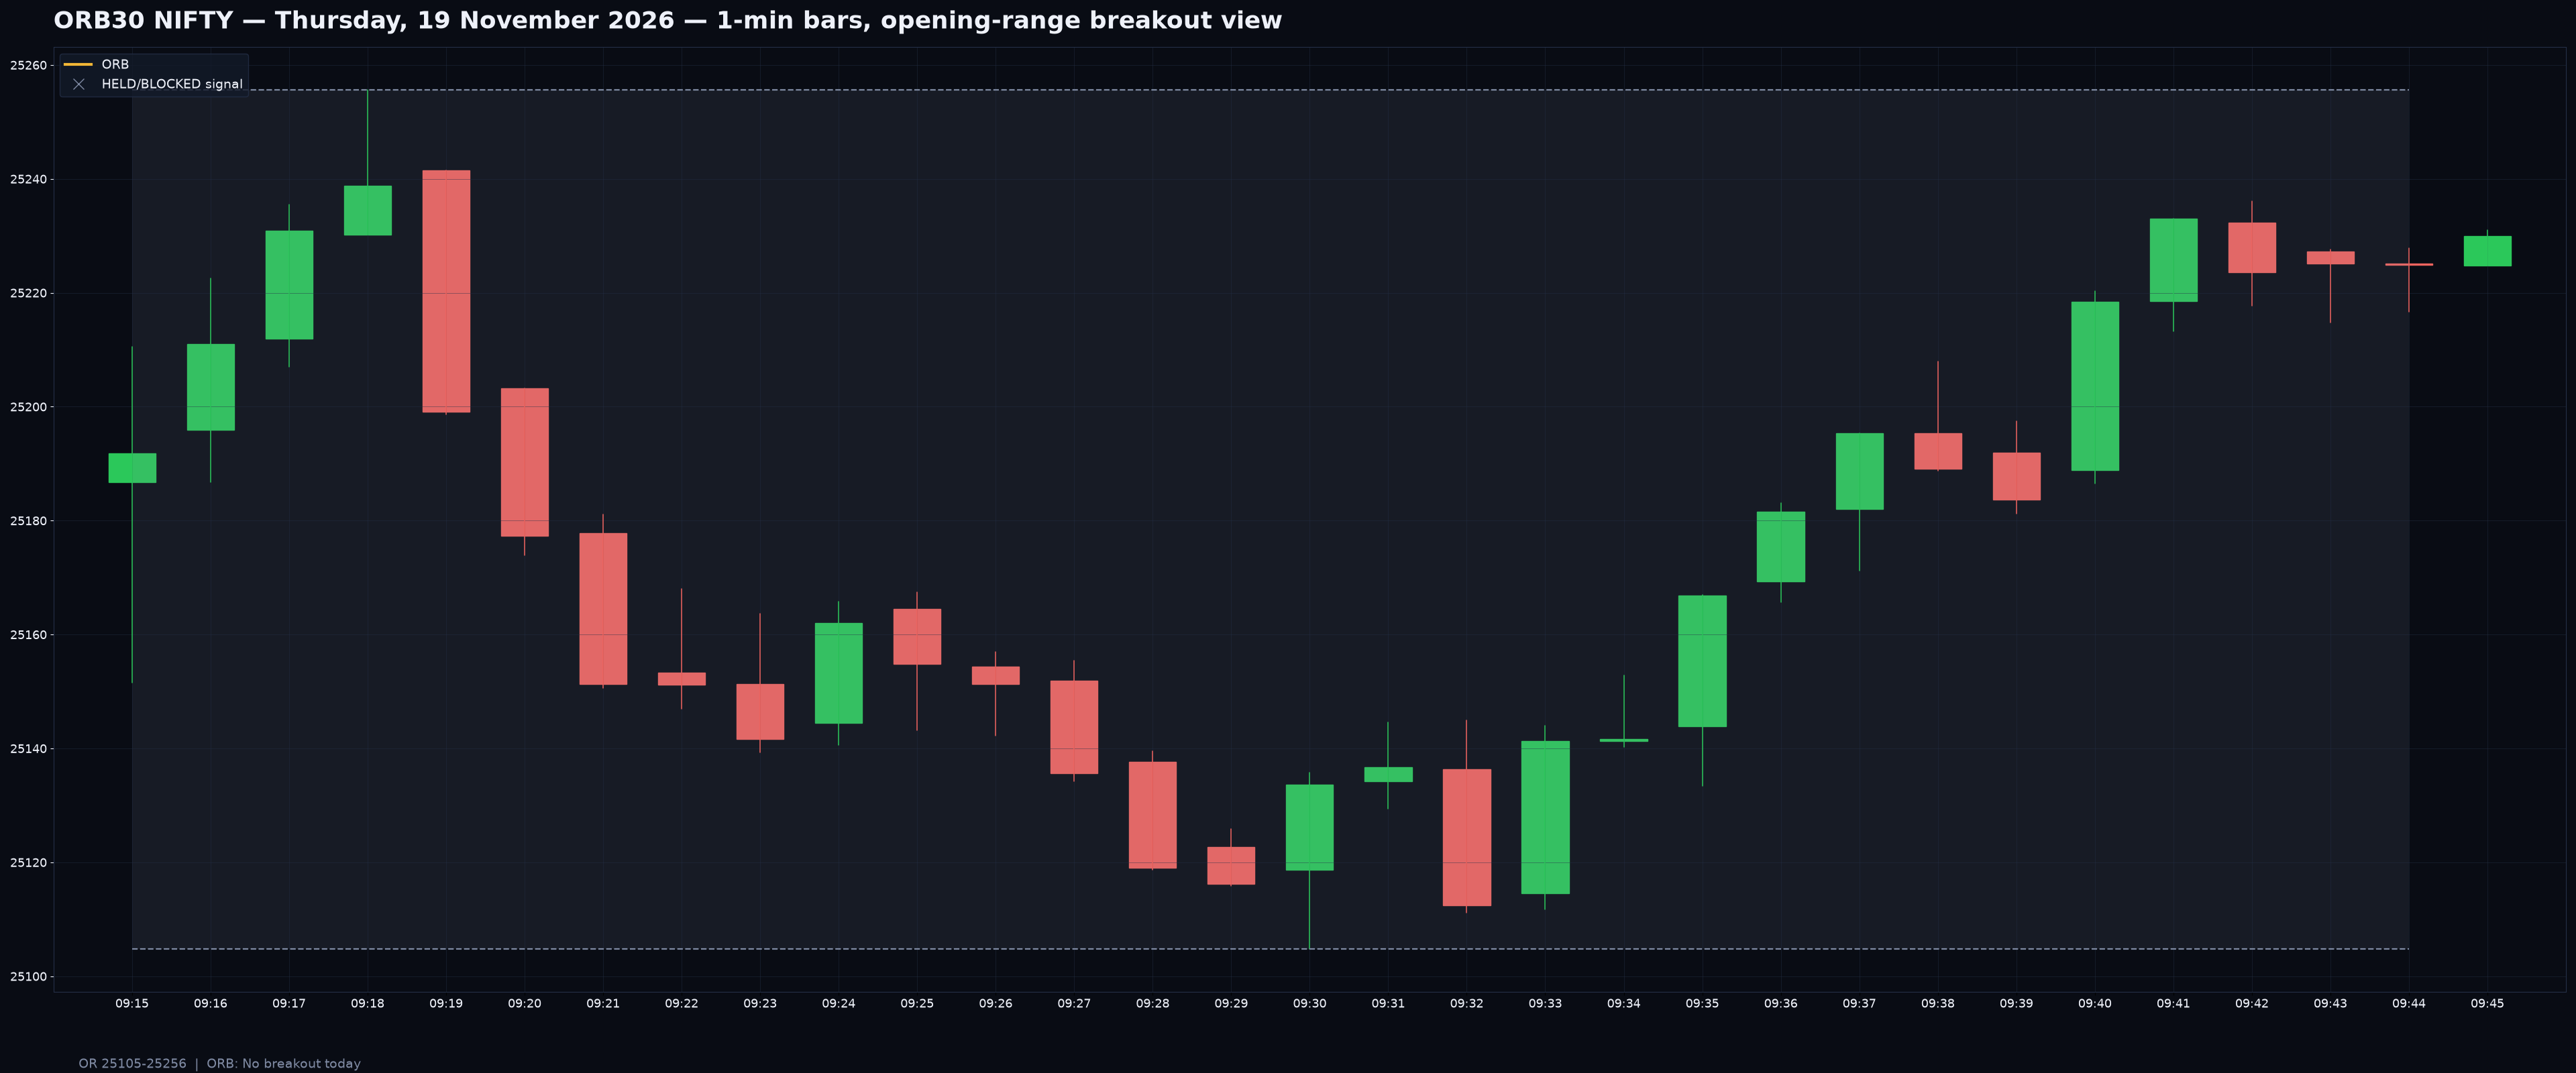 ORB30 NIFTY — Thursday, 19 November 2026 — 1-min bars, opening-range breakout view
ORB
HELD/BLOCKED signal
25260
25240
25220
25200
25180
25160
25140
25120
25100
09:15 09:16 09:17 09:18 09:19 09:20 09:21 09:22 09:23 09:24 09:25 09:26 09:27 09:28 09:29 09:30 09:31 09:32 09:33 09:34 09:35 09:36 09:37 09:38 09:39 09:40 09:41 09:42 09:43 09:44 09:45
OR 25105-25256 | ORB: No breakout today